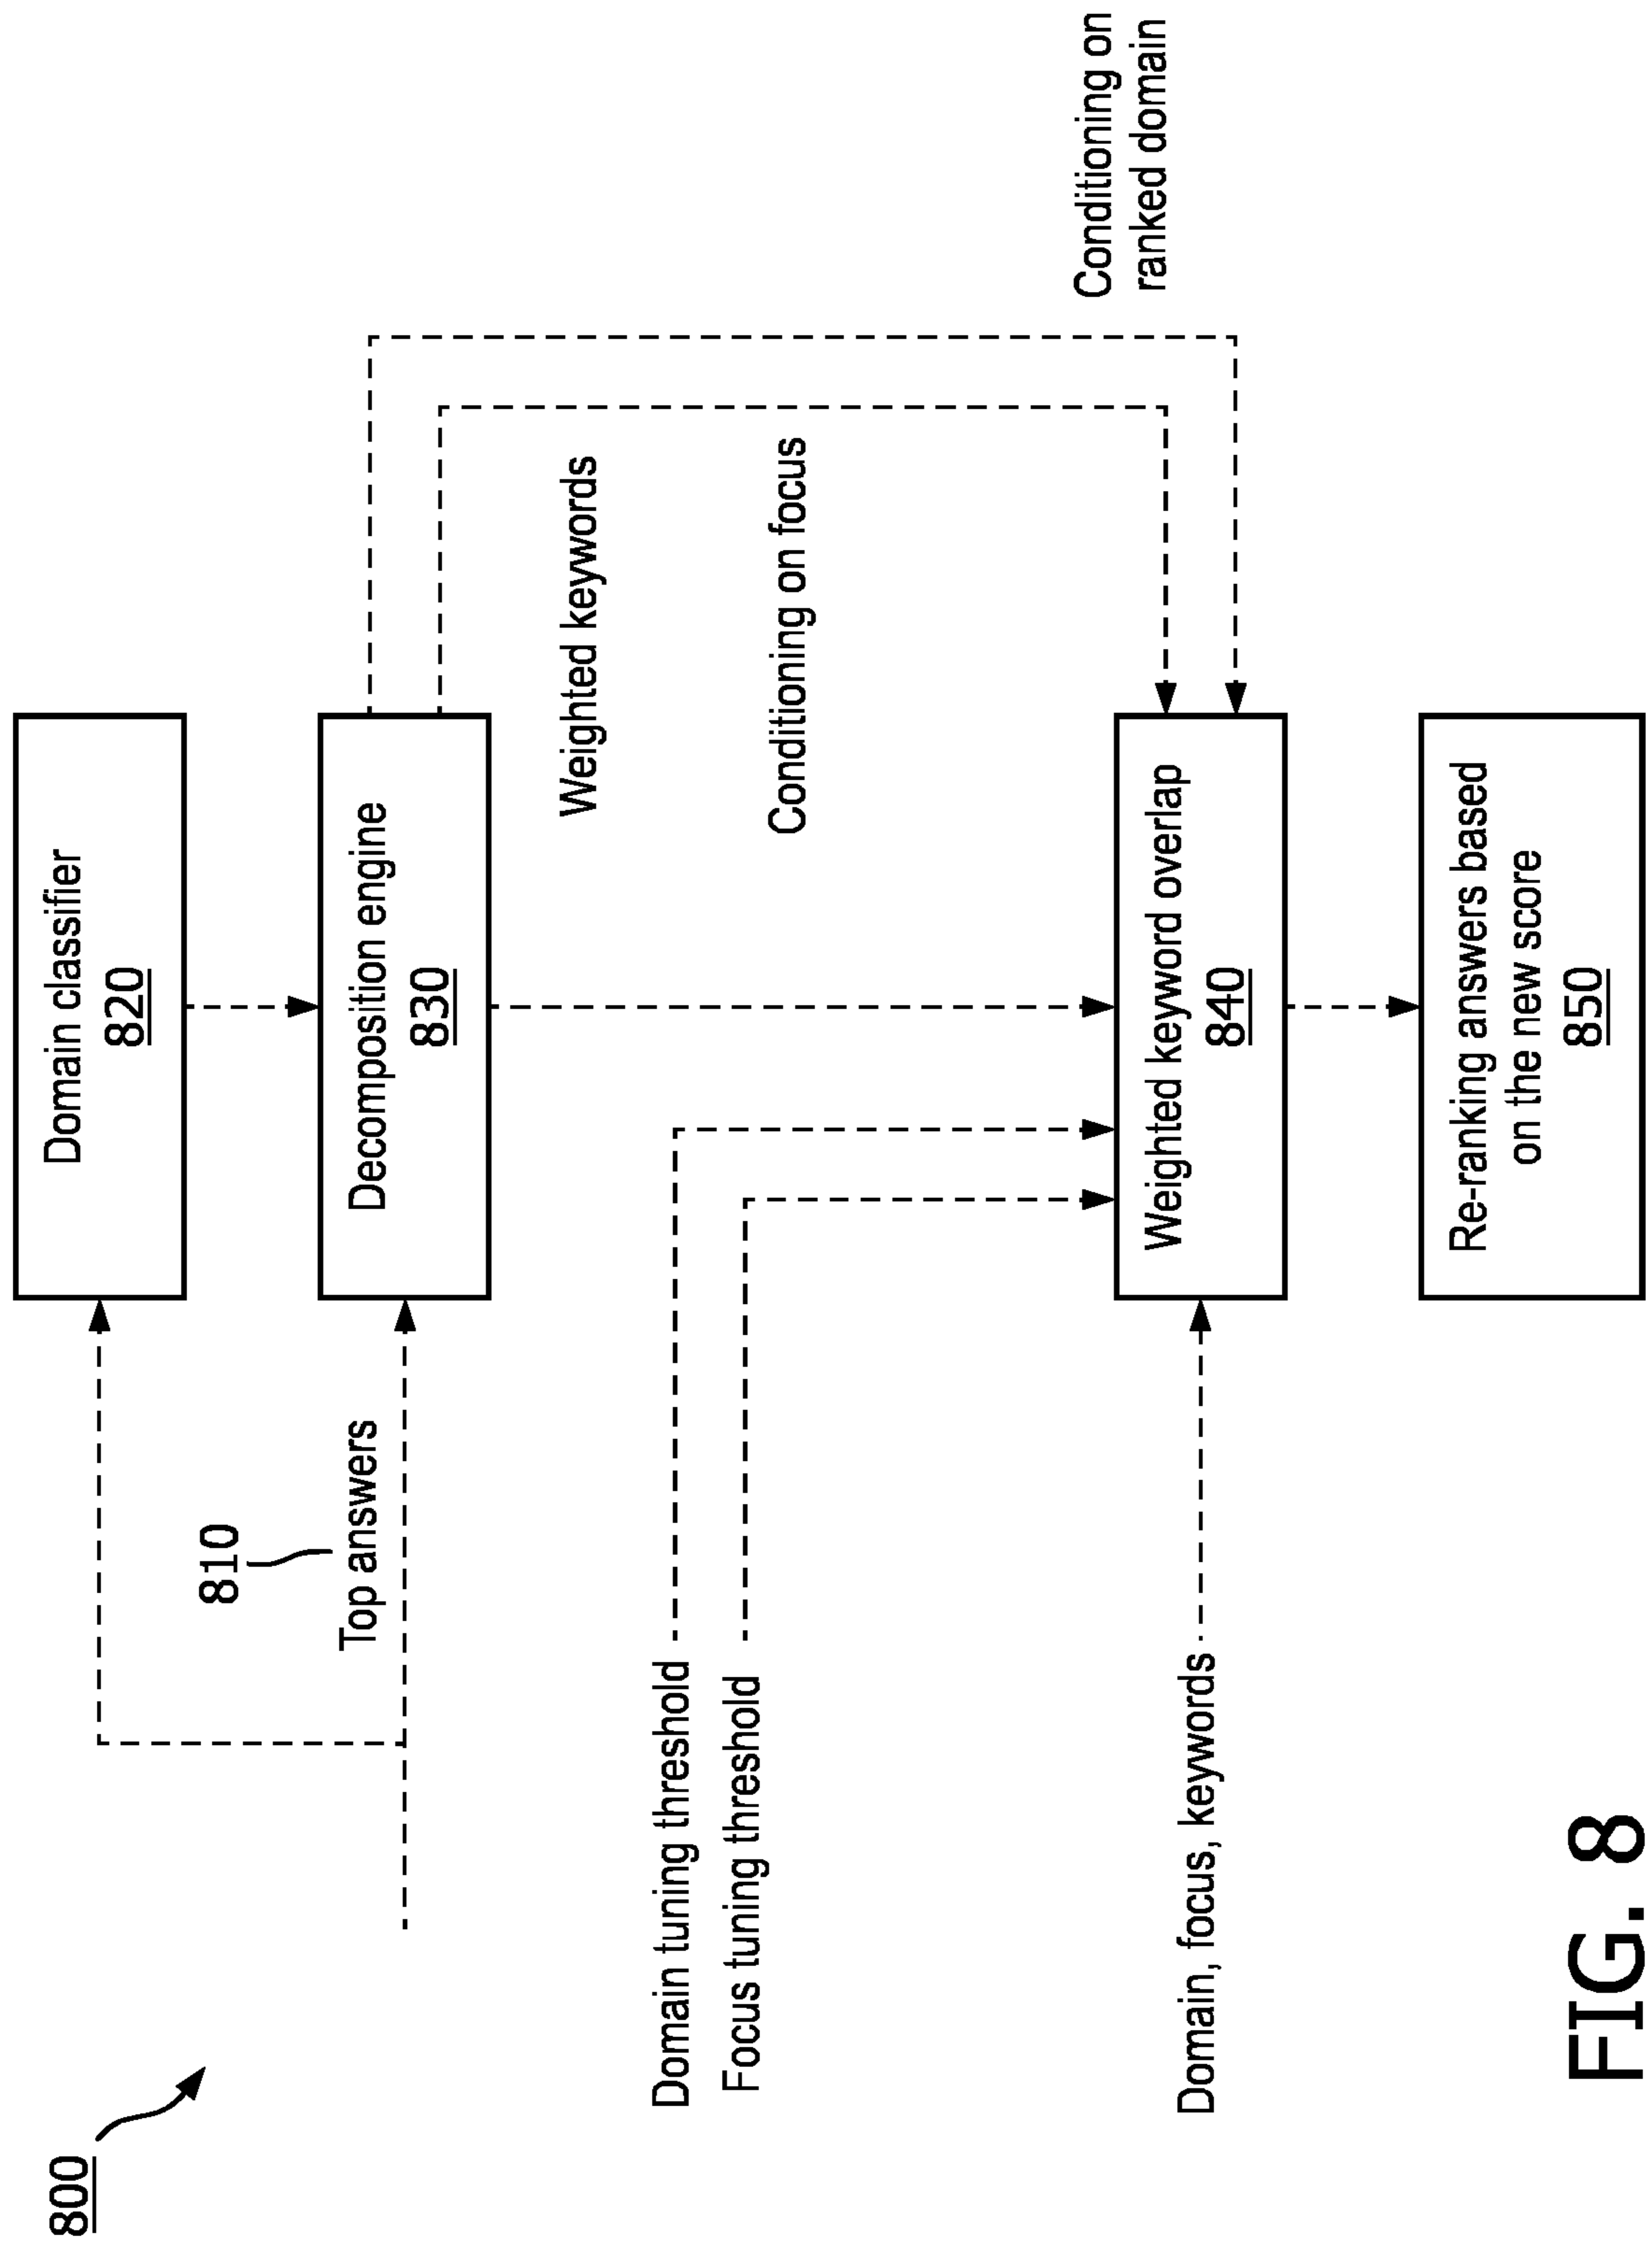 800
Domain classifier
820
810
Top answers
Decomposition engine
830
Weighted keywords
Domain tuning threshold
Focus tuning threshold
Conditioning on focus
Conditioning on
ranked domain
Domain, focus, keywords
Weighted keyword overlap
840
Re-ranking answers based
on the new score
850
FIG. 8